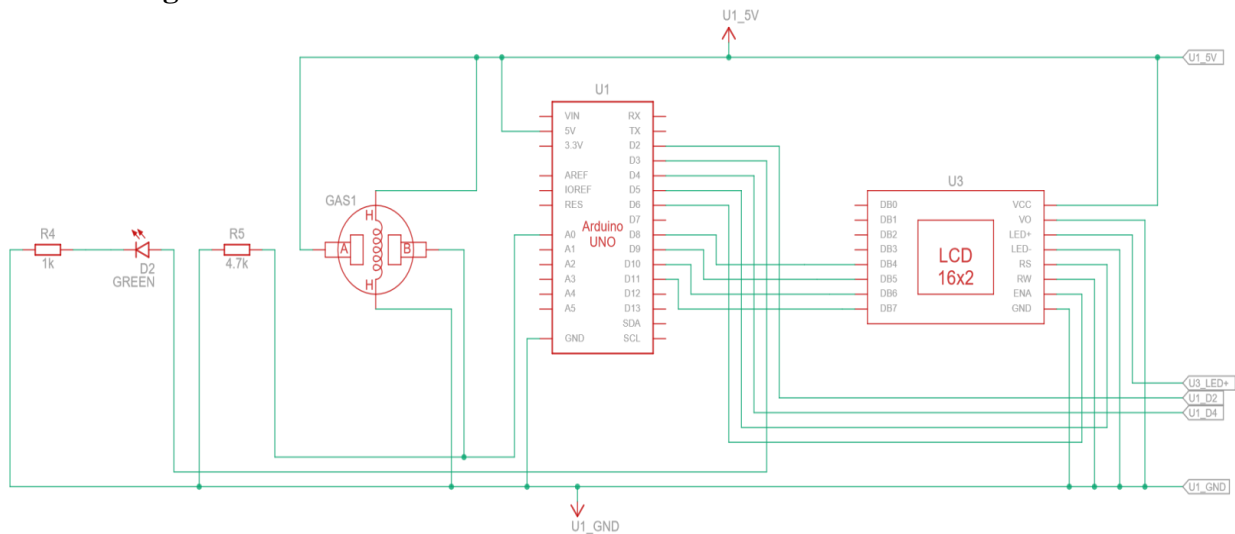 g
U1_5V
U1_5V
U1
VIN
5V
3.3V
AREF
IOREF
RES
A0
A1
A2
A3
A4
A5
GND
RX
TX
D2
D3
D4
D5
D6
D7
D8
D9
D10
D11
D12
D13
SDA
SCL
Arduino
UNO
GAS1
H
A
B
H
R4
1k
D2
GREEN
R5
4.7k
U3
DB0
DB1
DB2
DB3
DB4
DB5
DB6
DB7
LCD
16x2
VCC
VO
LED+
LED-
RS
RW
ENA
GND
U3_LED+
U1_D2
U1_D4
U1_GND
U1_GND